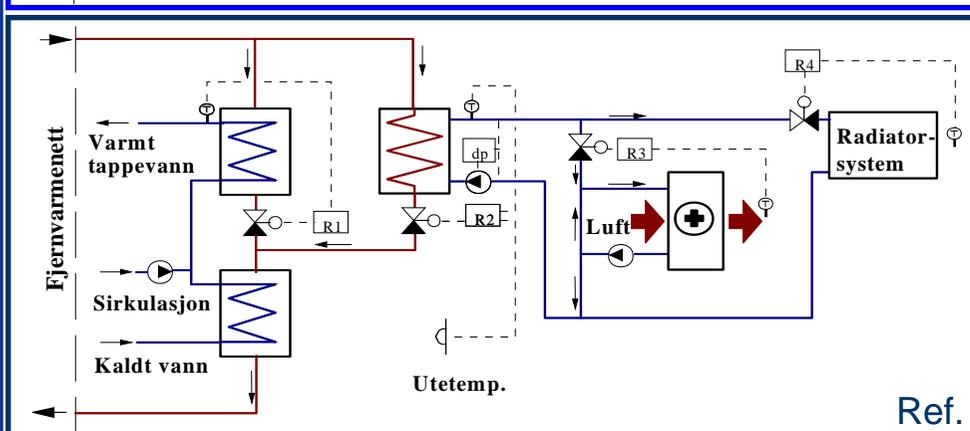 Fjernvarmenett
Varmt
tappevann
Sirkulasjon
Kaldt vann
T
R1
T
dp
R2
Utetemp.
R3
Luft
T
R4
T
Radiator-
system
Ref.